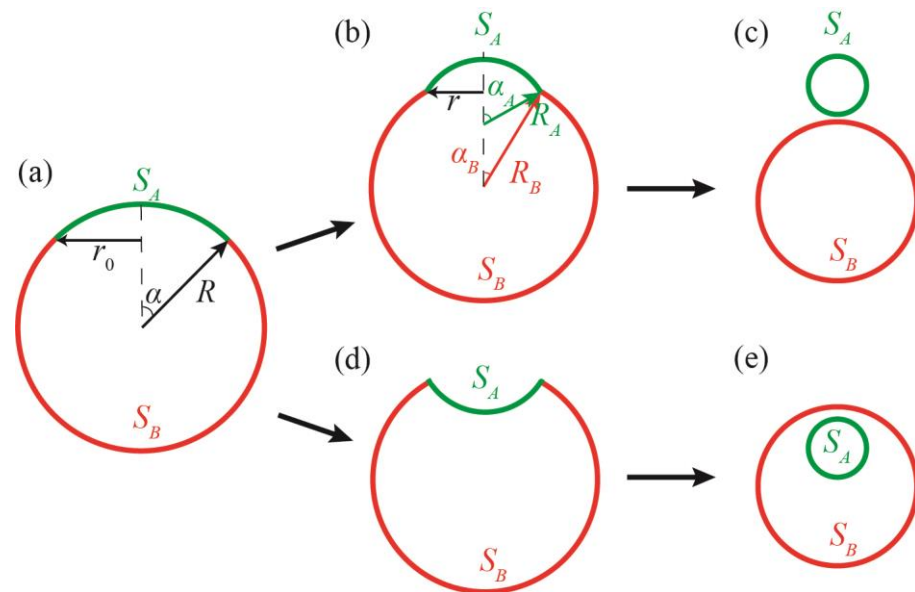 (a)
S_A
r_0
α
R
S_B
(b)
S_A
r
α_A
R_A
α_B
R_B
S_B
(c)
S_A
S_B
(d)
S_A
S_B
(e)
S_A
S_B